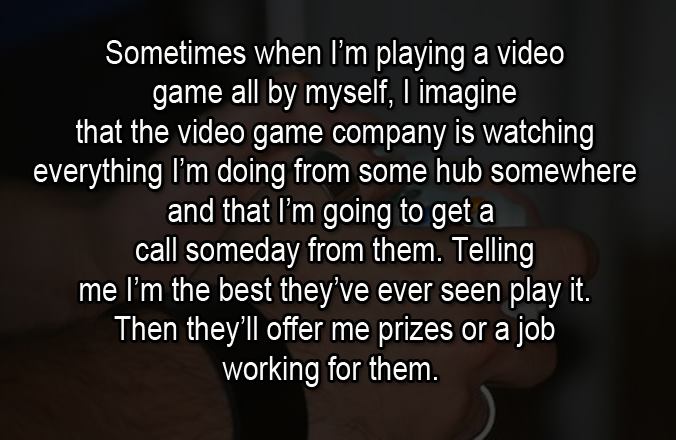 Sometimes when I’m playing a video
game all by myself, I imagine
that the video game company is watching
everything I’m doing from some hub somewhere
and that I’m going to get a
call someday from them. Telling
me I’m the best they’ve ever seen play it.
Then they’ll offer me prizes or a job
working for them.